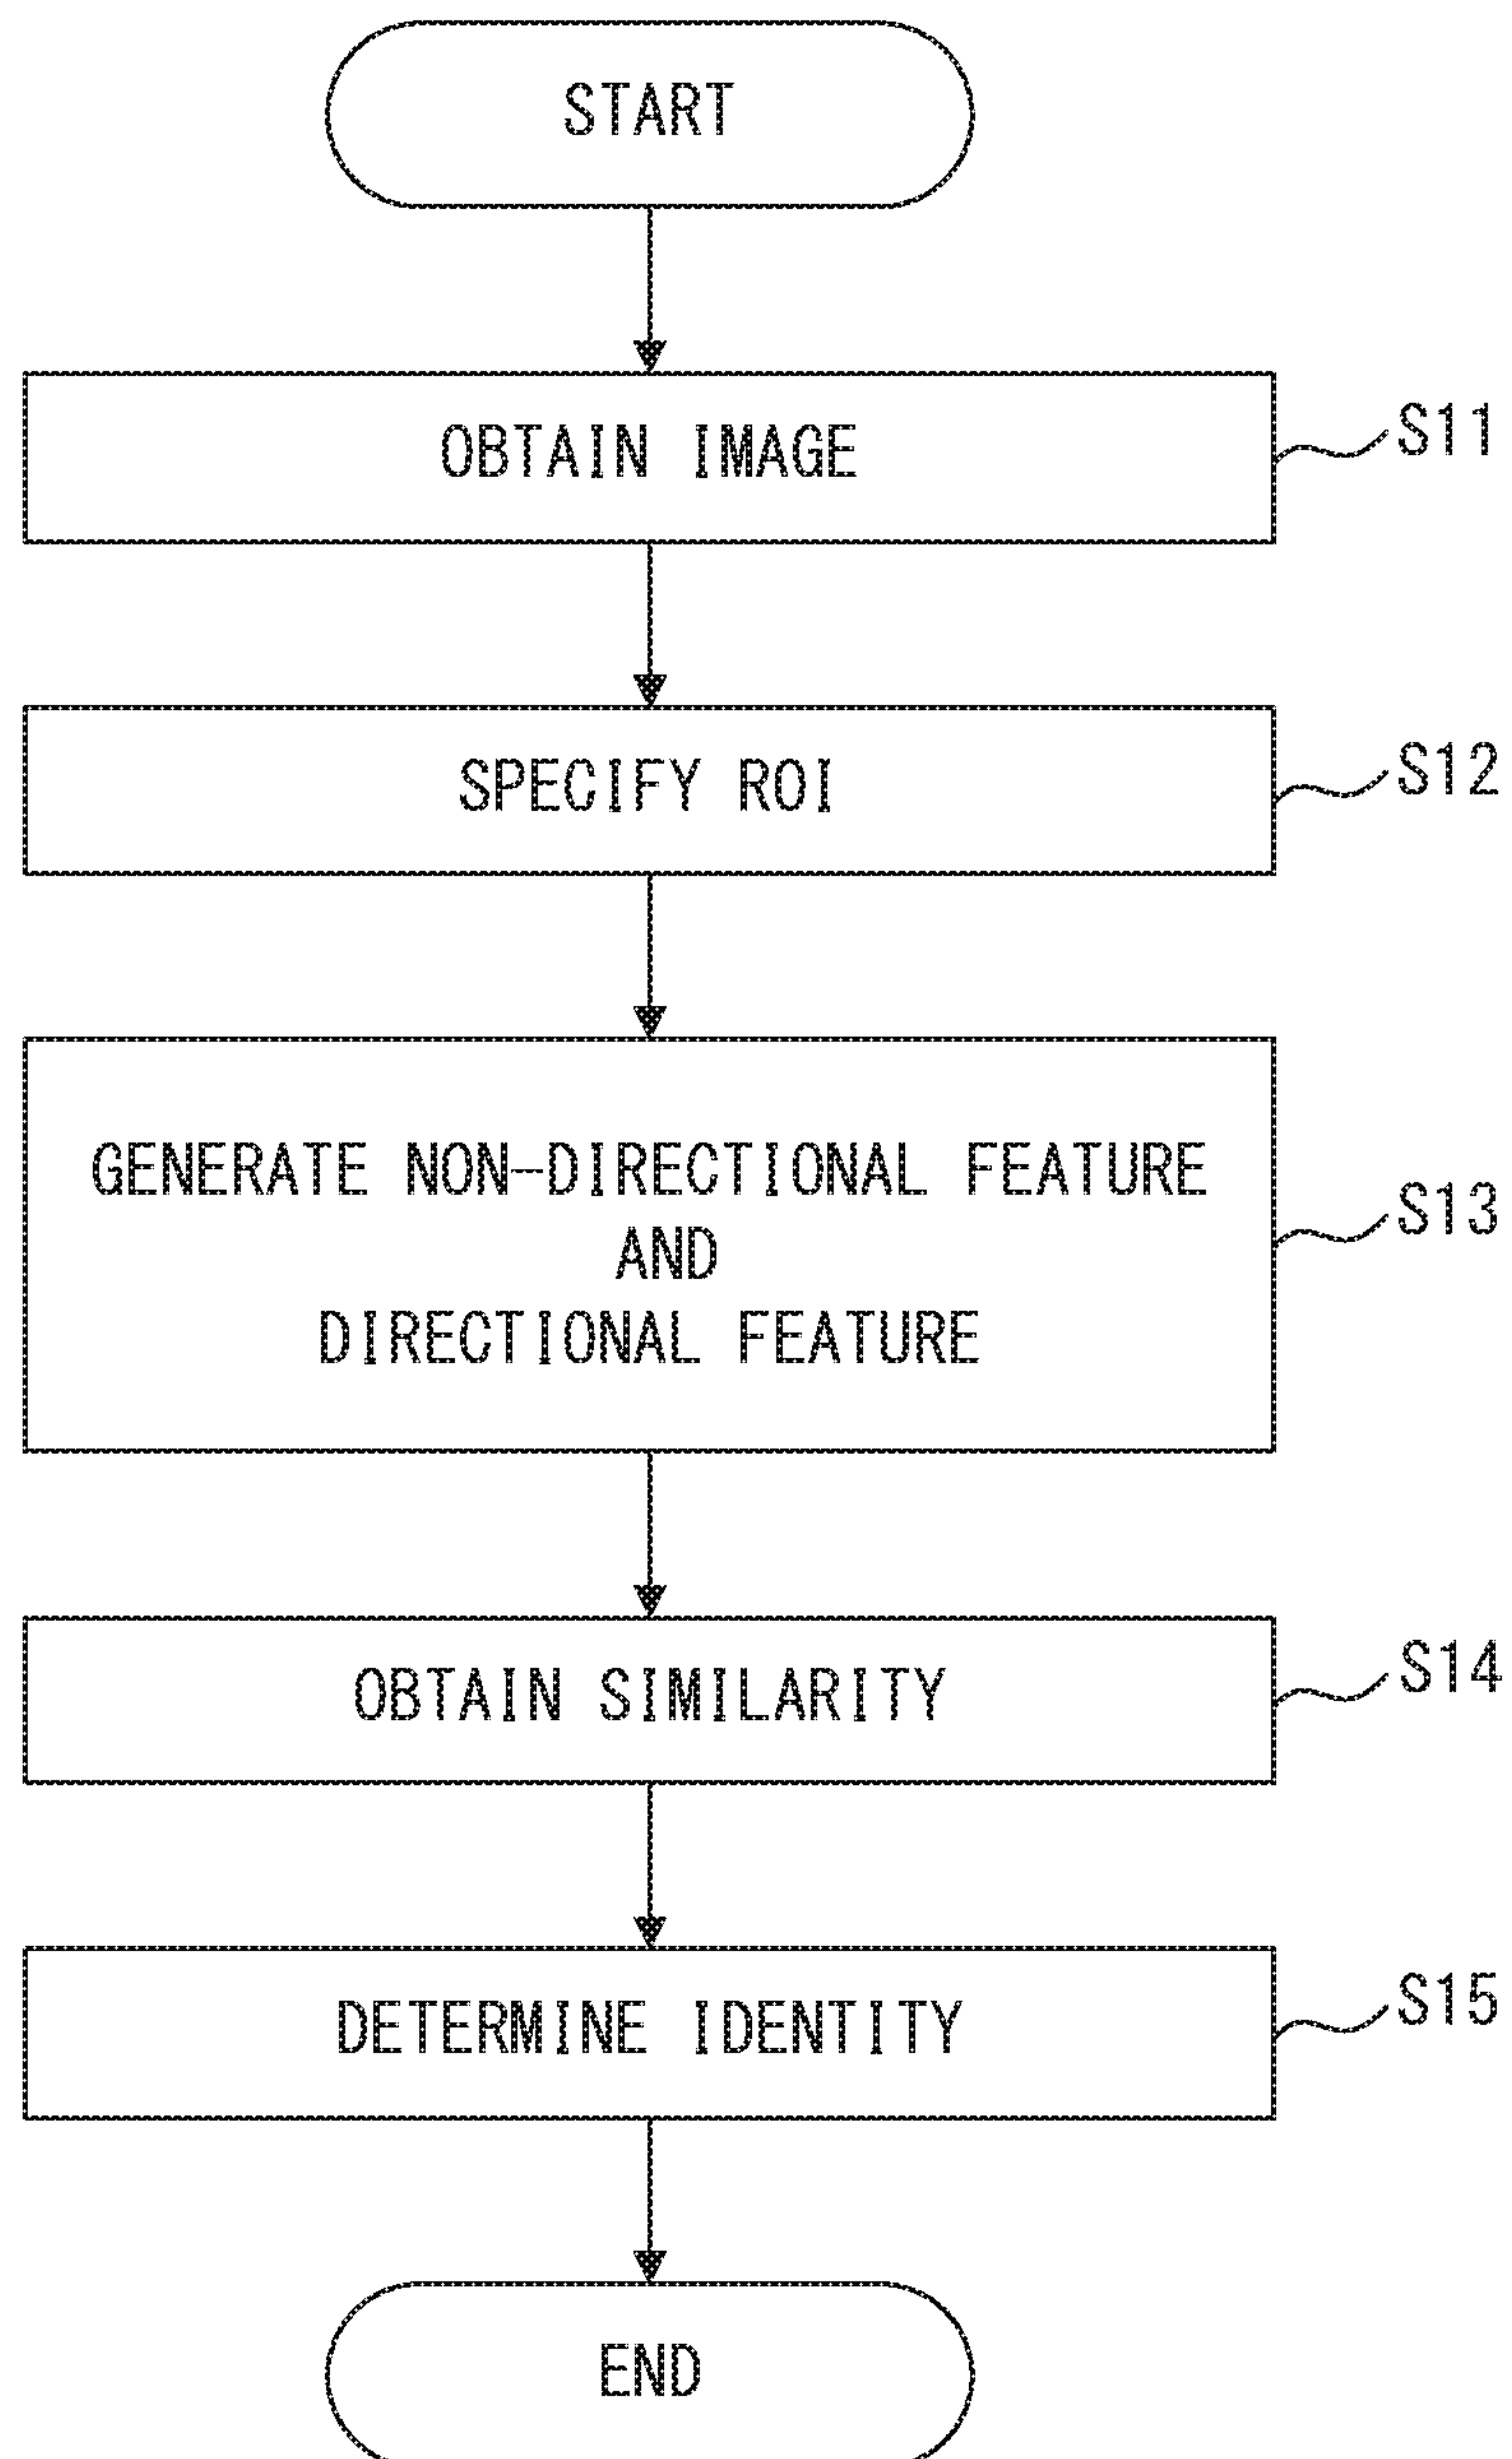 START
OBTAIN IMAGE
S11
SPECIFY ROI
S12
GENERATE NON-DIRECTIONAL FEATURE
AND
DIRECTIONAL FEATURE
S13
OBTAIN SIMILARITY
S14
DETERMINE IDENTITY
S15
END